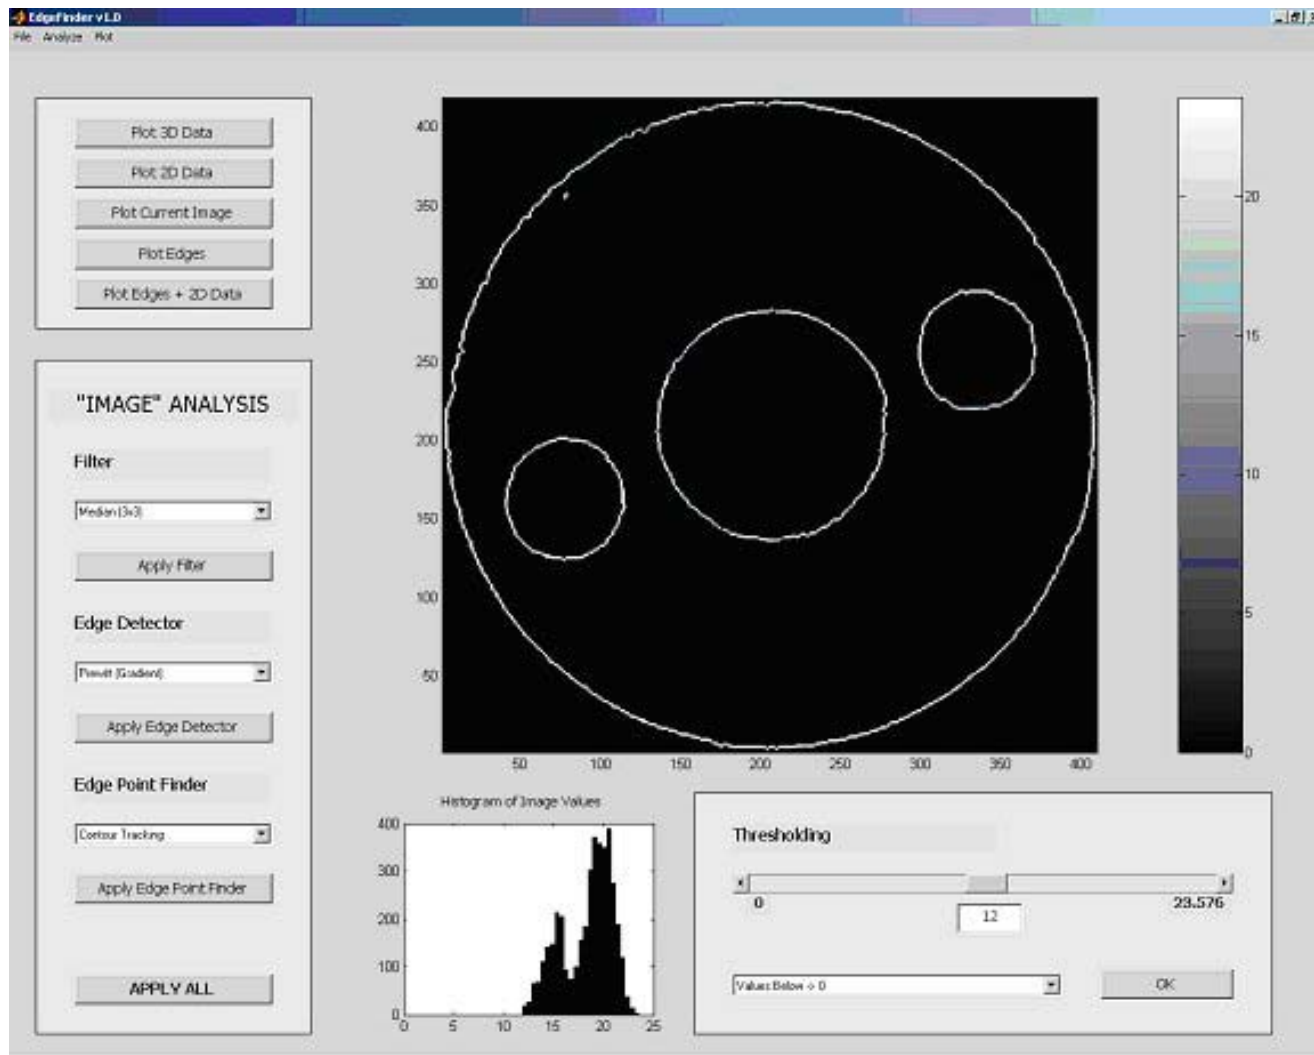 EdgeFinder v1.0
File Analyze Plot
Plot 3D Data
Plot 2D Data
Plot Current Image
Plot Edges
Plot Edges + 2D Data
"IMAGE" ANALYSIS
Filter
Median (3x3)
Apply Filter
Edge Detector
Prewitt (Gradient)
Apply Edge Detector
Edge Point Finder
Contour Tracking
Apply Edge Point Finder
APPLY ALL
400
350
300
250
200
150
100
50
50 100 150 200 250 300 350 400
20
15
10
5
0
Histogram of Image Values
400
300
200
100
0
0 5 10 15 20 25
Thresholding
0 23.576
12
Values Below -> 0
OK